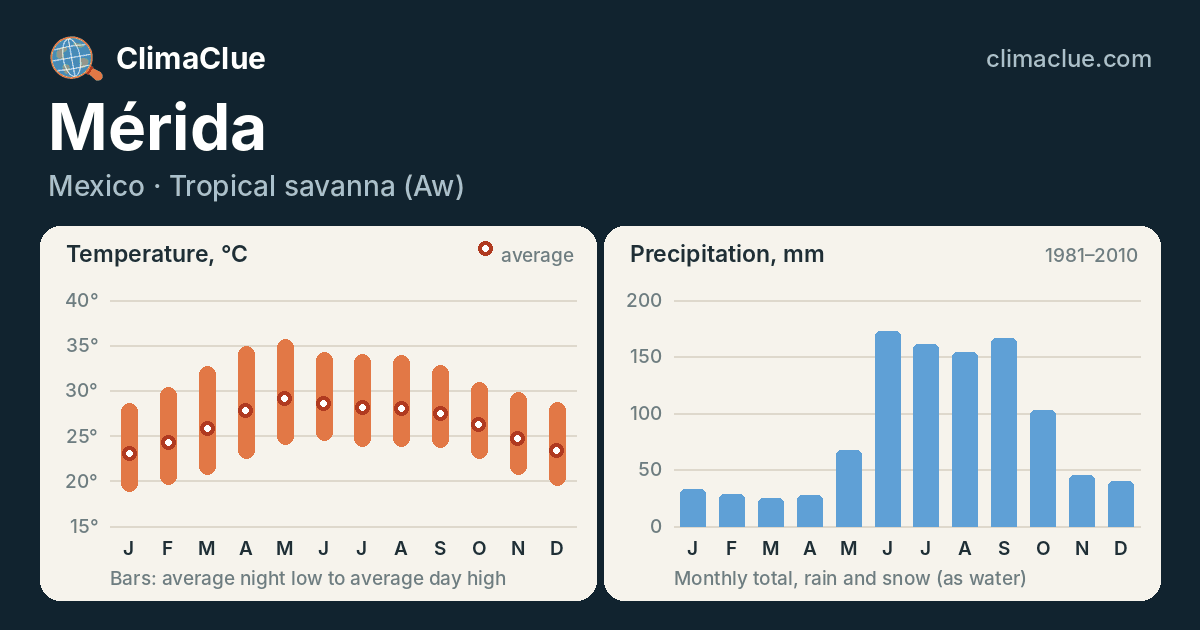 ClimaClue
climaclue.com
Mérida
Mexico · Tropical savanna (Aw)
Temperature, °C
average
40°
35°
30°
25°
20°
15°
J F M A M J J A S O N D
Bars: average night low to average day high
Precipitation, mm
1981–2010
200
150
100
50
0
J F M A M J J A S O N D
Monthly total, rain and snow (as water)